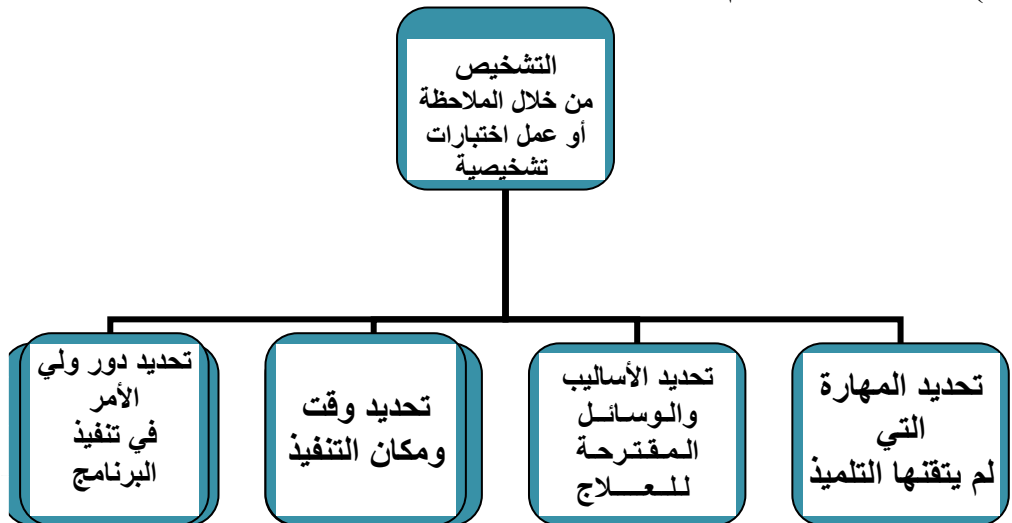 التشخيص
من خلال الملاحظة
أو عمل اختبارات
تشخيصية
تحديد المهارة
التي
لم يتقنها التلميذ
تحديد الأساليب
والوسائل
المقترحة
للعلاج
تحديد وقت
ومكان التنفيذ
تحديد دور ولي
الأمر
في تنفيذ
البرنامج